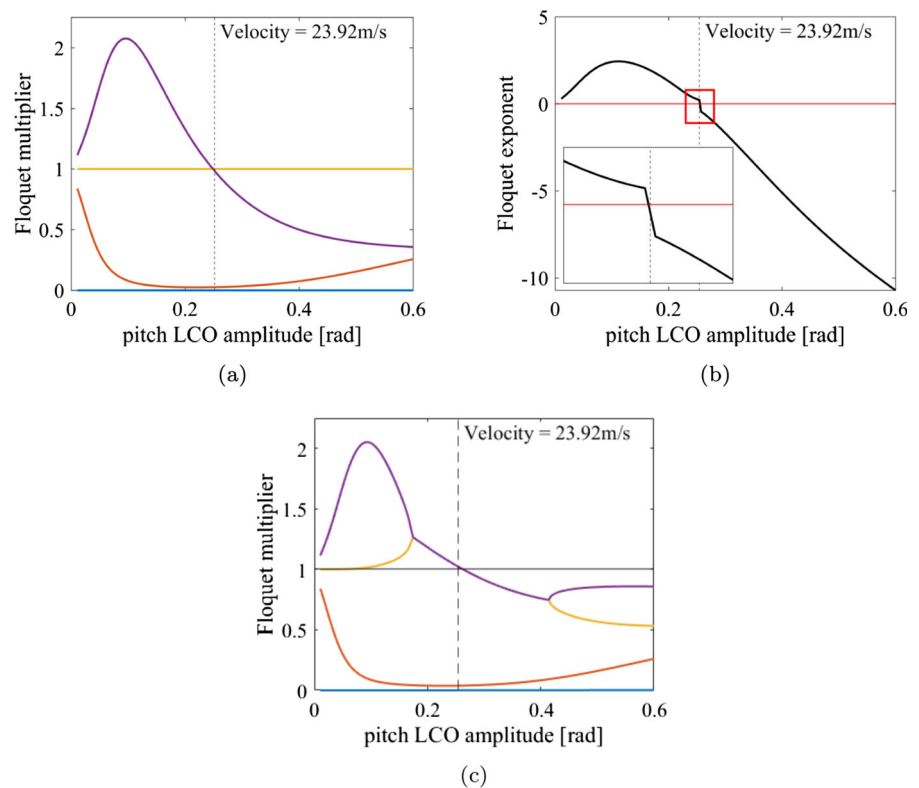 Velocity = 23.92m/s
2
1.5
1
0.5
0
Floquet multiplier
0
0.2
0.4
0.6
pitch LCO amplitude [rad]
(a)
Velocity = 23.92m/s
5
0
-5
-10
Floquet exponent
0
0.2
0.4
0.6
pitch LCO amplitude [rad]
(b)
Velocity = 23.92m/s
2
1.5
1
0.5
0
Floquet multiplier
0
0.2
0.4
0.6
pitch LCO amplitude [rad]
(c)